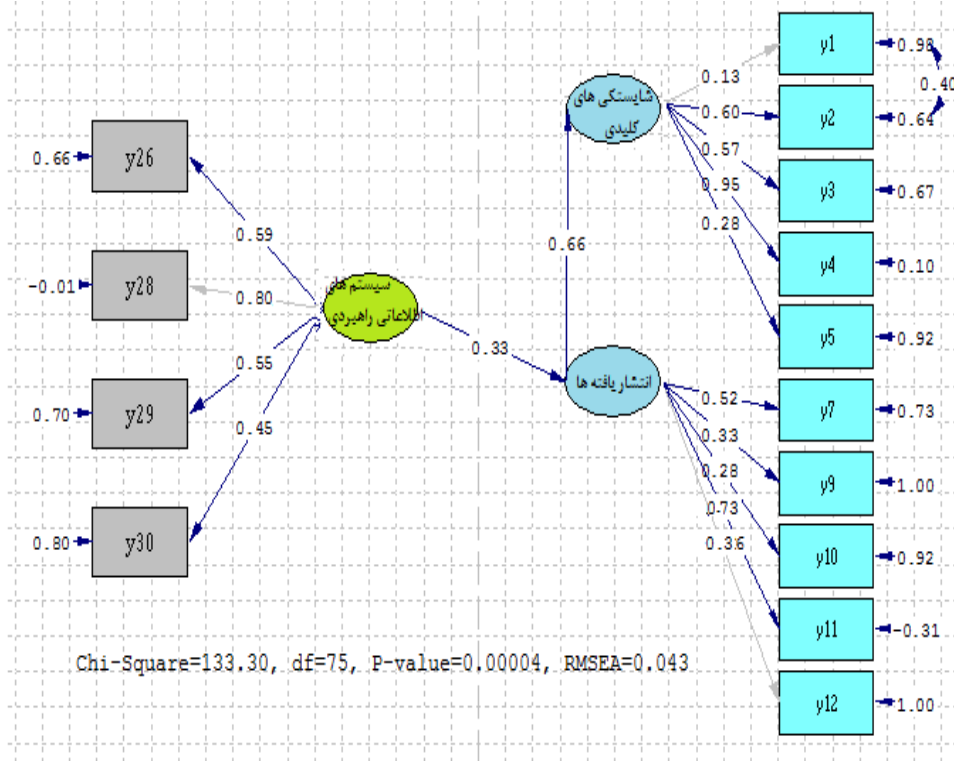 y1
0.98
0.40
0.13
شایستگی های
کلیدی
0.60
y2
0.64
y26
0.66
0.57
y3
0.67
0.95
0.28
0.59
0.66
y4
0.10
y28
-0.01
0.80
سیستم های
اطلاعاتی راهبردی
0.33
y5
0.92
0.55
انتشار یافته ها
0.52
y7
0.73
y29
0.70
0.45
0.33
0.28
y9
1.00
0.73
0.36
y30
0.80
y10
0.92
y11
-0.31
Chi-Square=133.30, df=75, P-value=0.00004, RMSEA=0.043
y12
1.00